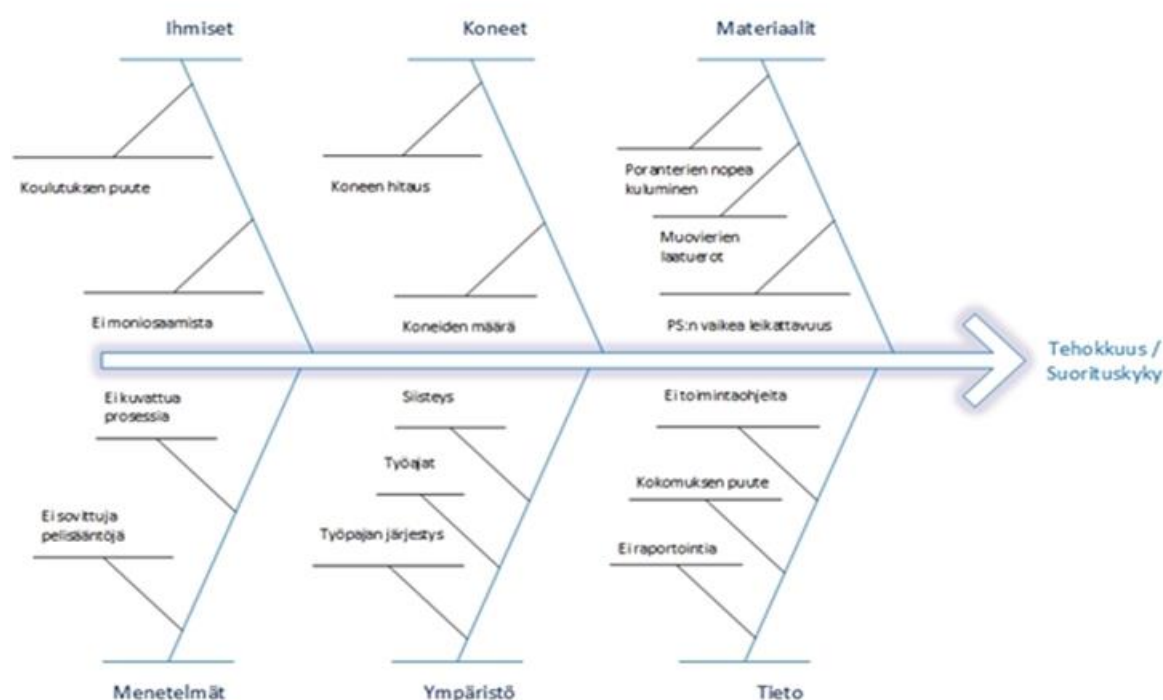 Ihmiset
Koneet
Materiaalit
Koulutuksen puute
Koneen hitaus
Poranterien nopea
kuluminen
Muovierien
laatuerot
Ei moniosaamista
Koneiden määrä
PS:n vaikea leikattavuus
Tehokkuus /
Suorituskyky
Ei kuvattua
prosessia
Siisteys
Ei toimintaohjeita
Työajat
Kokomuksen puute
Ei sovittuja
pelisääntöjä
Työpajan järjestys
Ei raportointia
Menetelmät
Ympäristö
Tieto